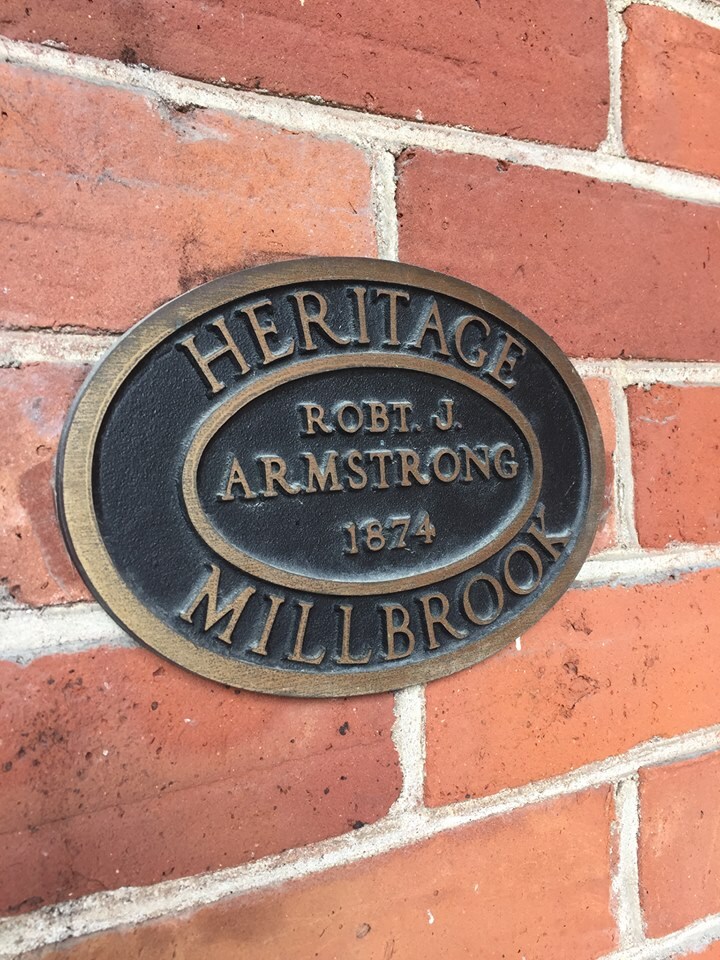 HERITAGE
ROBT. J.
ARMSTRONG
1874
MILLBROOK